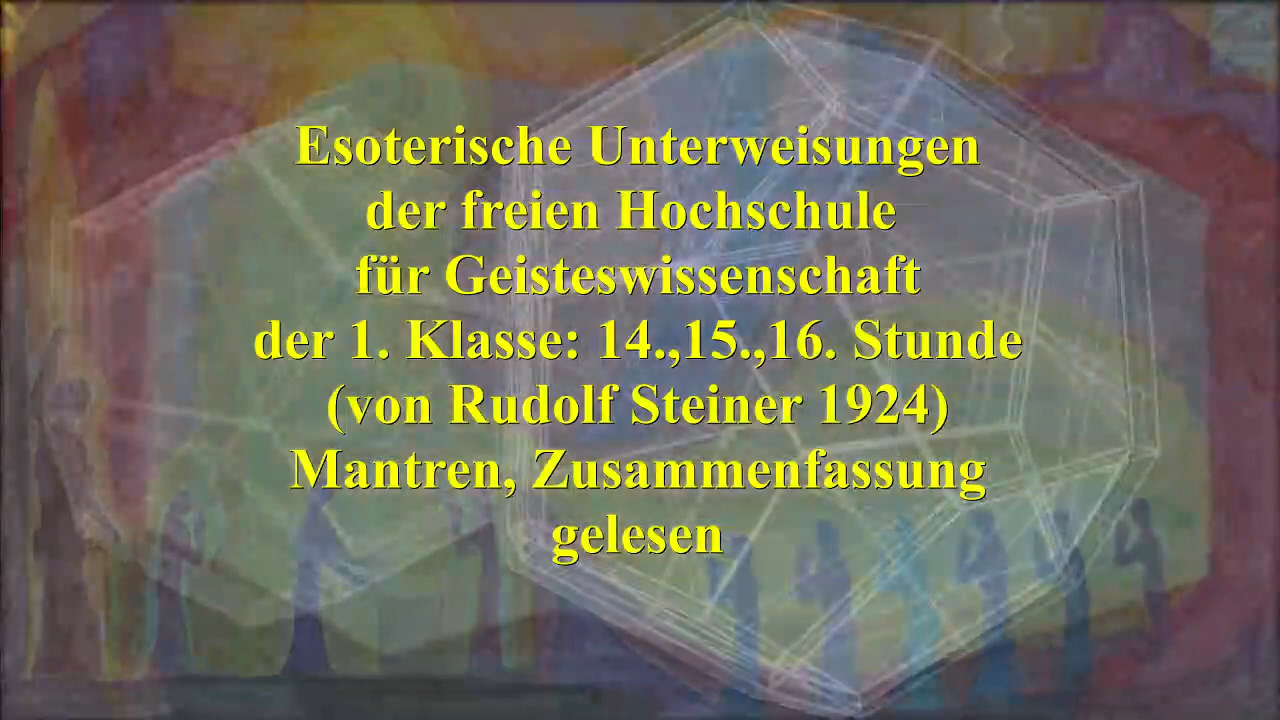 Esoterische Unterweisungen
der freien Hochschule
für Geisteswissenschaft
der 1. Klasse: 14.,15.,16. Stunde
(von Rudolf Steiner 1924)
Mantren, Zusammenfassung
gelesen